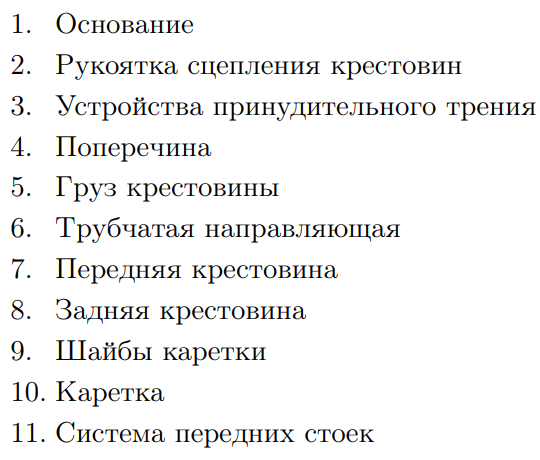 1. Основание
2. Рукоятка сцепления крестовин
3. Устройства принудительного трения
4. Поперечина
5. Груз крестовины
6. Трубчатая направляющая
7. Передняя крестовина
8. Задняя крестовина
9. Шайбы каретки
10. Каретка
11. Система передних стоек